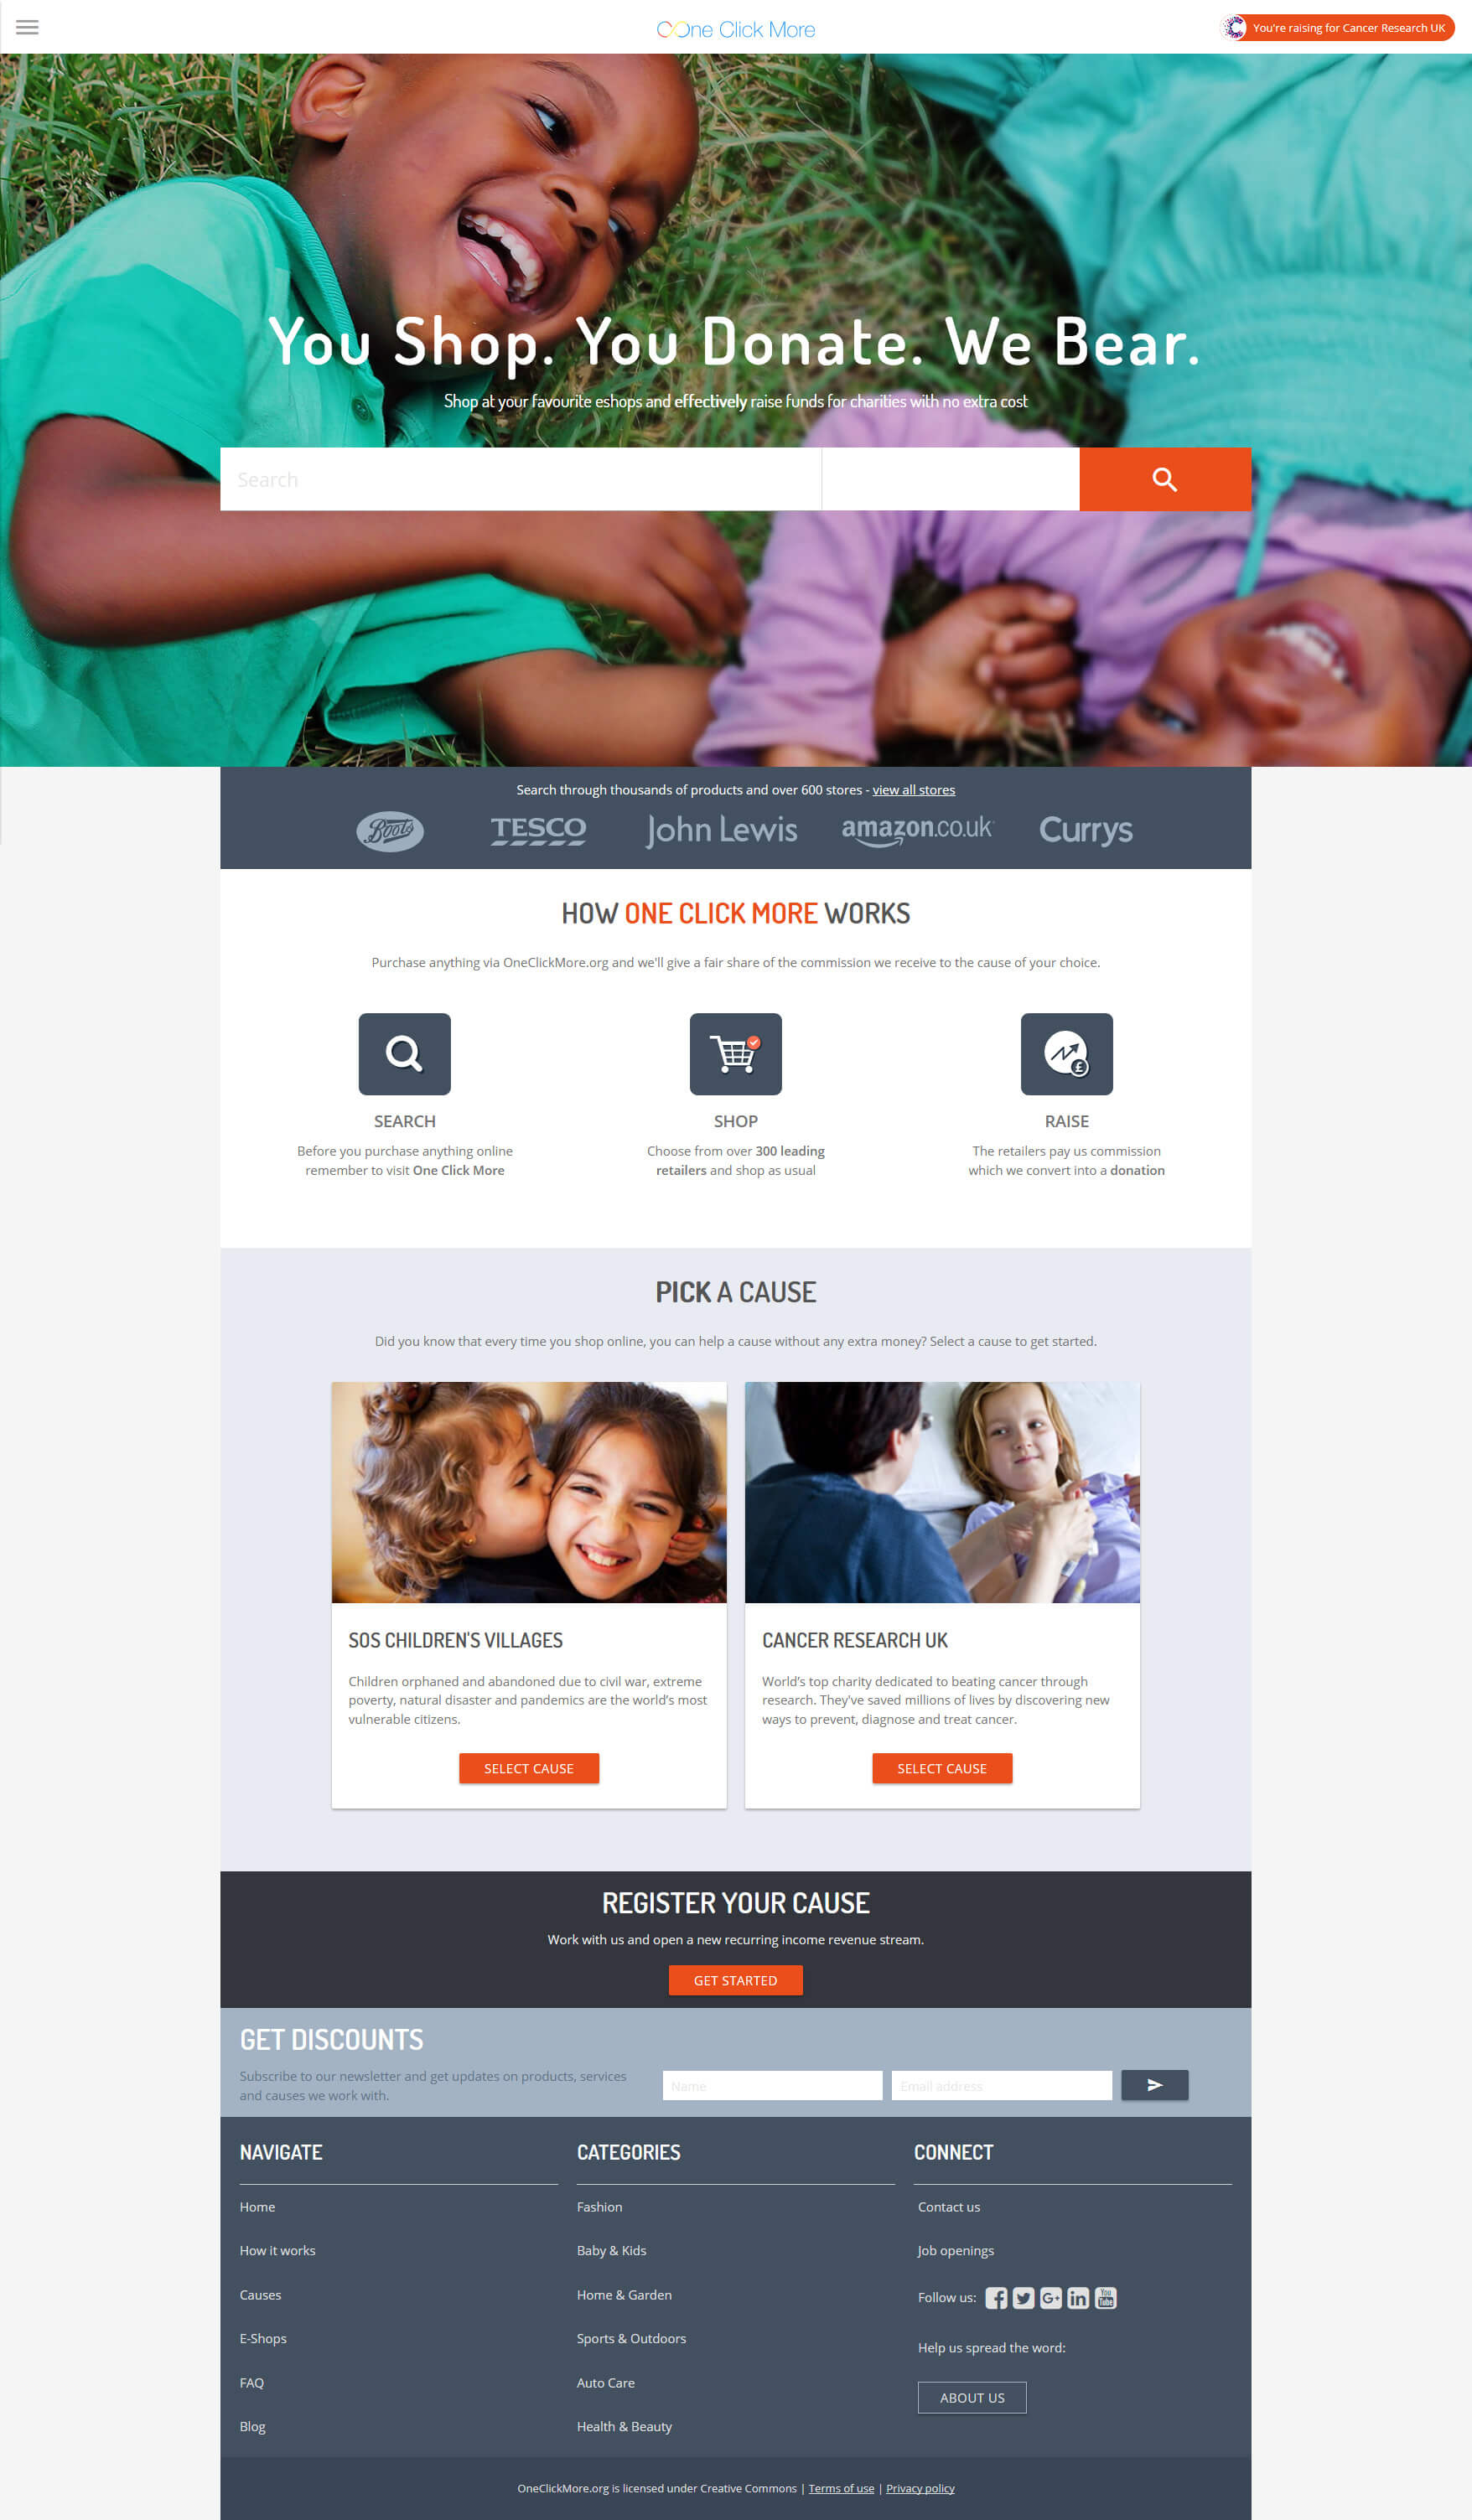 One Click More
You're raising for Cancer Research UK
You Shop. You Donate. We Bear.
Shop at your favourite eshops and effectively raise funds for charities with no extra cost
Search
Search through thousands of products and over 600 stores - view all stores
Boots
TESCO
John Lewis
amazon.co.uk
Currys
HOW ONE CLICK MORE WORKS
Purchase anything via OneClickMore.org and we'll give a fair share of the commission we receive to the cause of your choice.
£
SEARCH
Before you purchase anything online
remember to visit One Click More
SHOP
Choose from over 300 leading
retailers and shop as usual
RAISE
The retailers pay us commission
which we convert into a donation
PICK A CAUSE
Did you know that every time you shop online, you can help a cause without any extra money? Select a cause to get started.
SOS CHILDREN'S VILLAGES
Children orphaned and abandoned due to civil war, extreme
poverty, natural disaster and pandemics are the world's most
vulnerable citizens.
SELECT CAUSE
CANCER RESEARCH UK
World's top charity dedicated to beating cancer through
research. They've saved millions of lives by discovering new
ways to prevent, diagnose and treat cancer.
SELECT CAUSE
REGISTER YOUR CAUSE
Work with us and open a new recurring income revenue stream.
GET STARTED
GET DISCOUNTS
Subscribe to our newsletter and get updates on products, services
and causes we work with.
Name
Email address
NAVIGATE
Home
How it works
Causes
E-Shops
FAQ
Blog
CATEGORIES
Fashion
Baby & Kids
Home & Garden
Sports & Outdoors
Auto Care
Health & Beauty
CONNECT
Contact us
Job openings
Follow us:
G+
in
You
Tube
Help us spread the word:
ABOUT US
OneClickMore.org is licensed under Creative Commons | Terms of use | Privacy policy